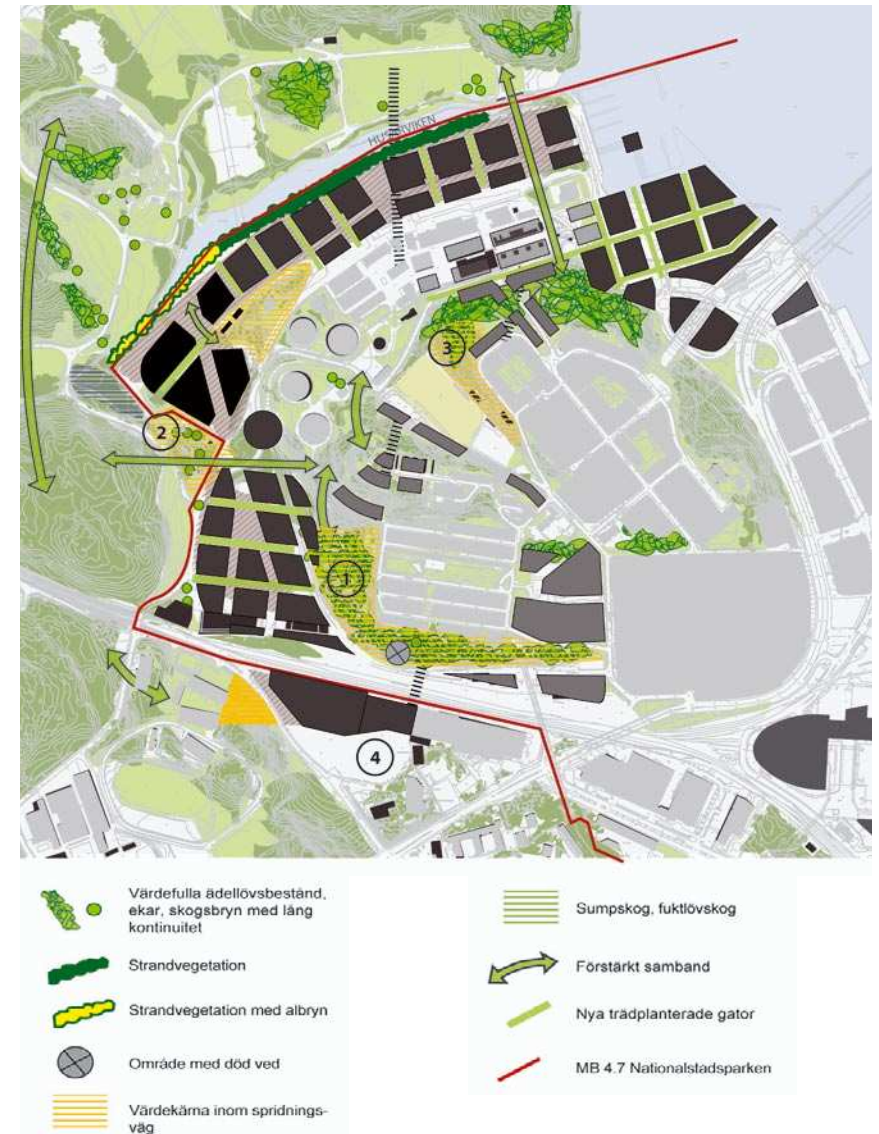 HUSARVIKEN
3
2
1
4
Värdefulla ädellövsbestånd,
ekar, skogsbryn med lång
kontinuitet
Strandvegetation
Strandvegetation med albryn
Område med död ved
Värdekärna inom spridnings-
väg
Sumpskog, fuktlövskog
Förstärkt samband
Nya trädplanterade gator
MB 4.7 Nationalstadsparken